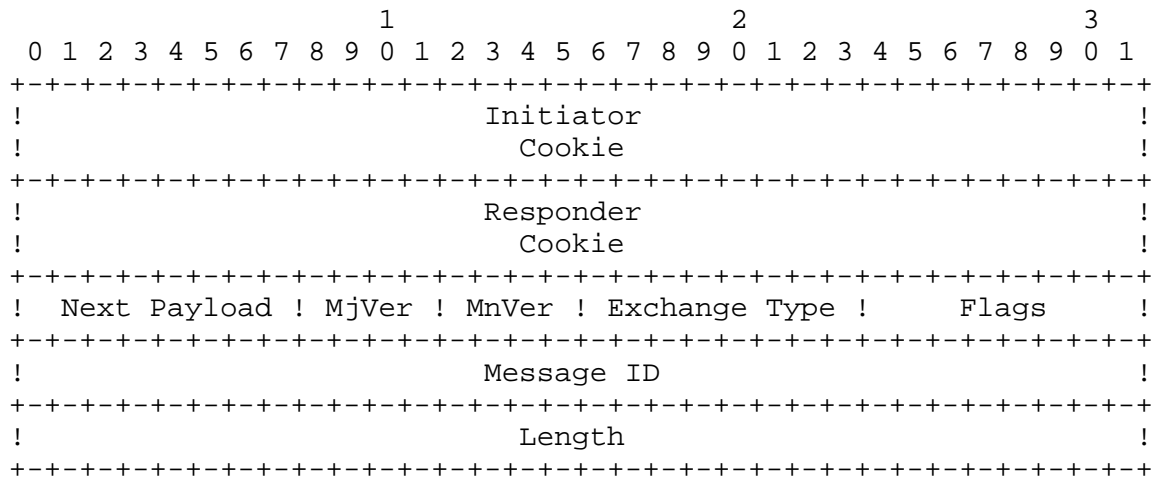 1                   2                   3
 0 1 2 3 4 5 6 7 8 9 0 1 2 3 4 5 6 7 8 9 0 1 2 3 4 5 6 7 8 9 0 1
+-+-+-+-+-+-+-+-+-+-+-+-+-+-+-+-+-+-+-+-+-+-+-+-+-+-+-+-+-+-+-+-+
!                          Initiator                            !
!                            Cookie                             !
+-+-+-+-+-+-+-+-+-+-+-+-+-+-+-+-+-+-+-+-+-+-+-+-+-+-+-+-+-+-+-+-+
!                          Responder                            !
!                            Cookie                             !
+-+-+-+-+-+-+-+-+-+-+-+-+-+-+-+-+-+-+-+-+-+-+-+-+-+-+-+-+-+-+-+-+
!  Next Payload ! MjVer ! MnVer ! Exchange Type !     Flags     !
+-+-+-+-+-+-+-+-+-+-+-+-+-+-+-+-+-+-+-+-+-+-+-+-+-+-+-+-+-+-+-+-+
!                          Message ID                           !
+-+-+-+-+-+-+-+-+-+-+-+-+-+-+-+-+-+-+-+-+-+-+-+-+-+-+-+-+-+-+-+-+
!                            Length                             !
+-+-+-+-+-+-+-+-+-+-+-+-+-+-+-+-+-+-+-+-+-+-+-+-+-+-+-+-+-+-+-+-+